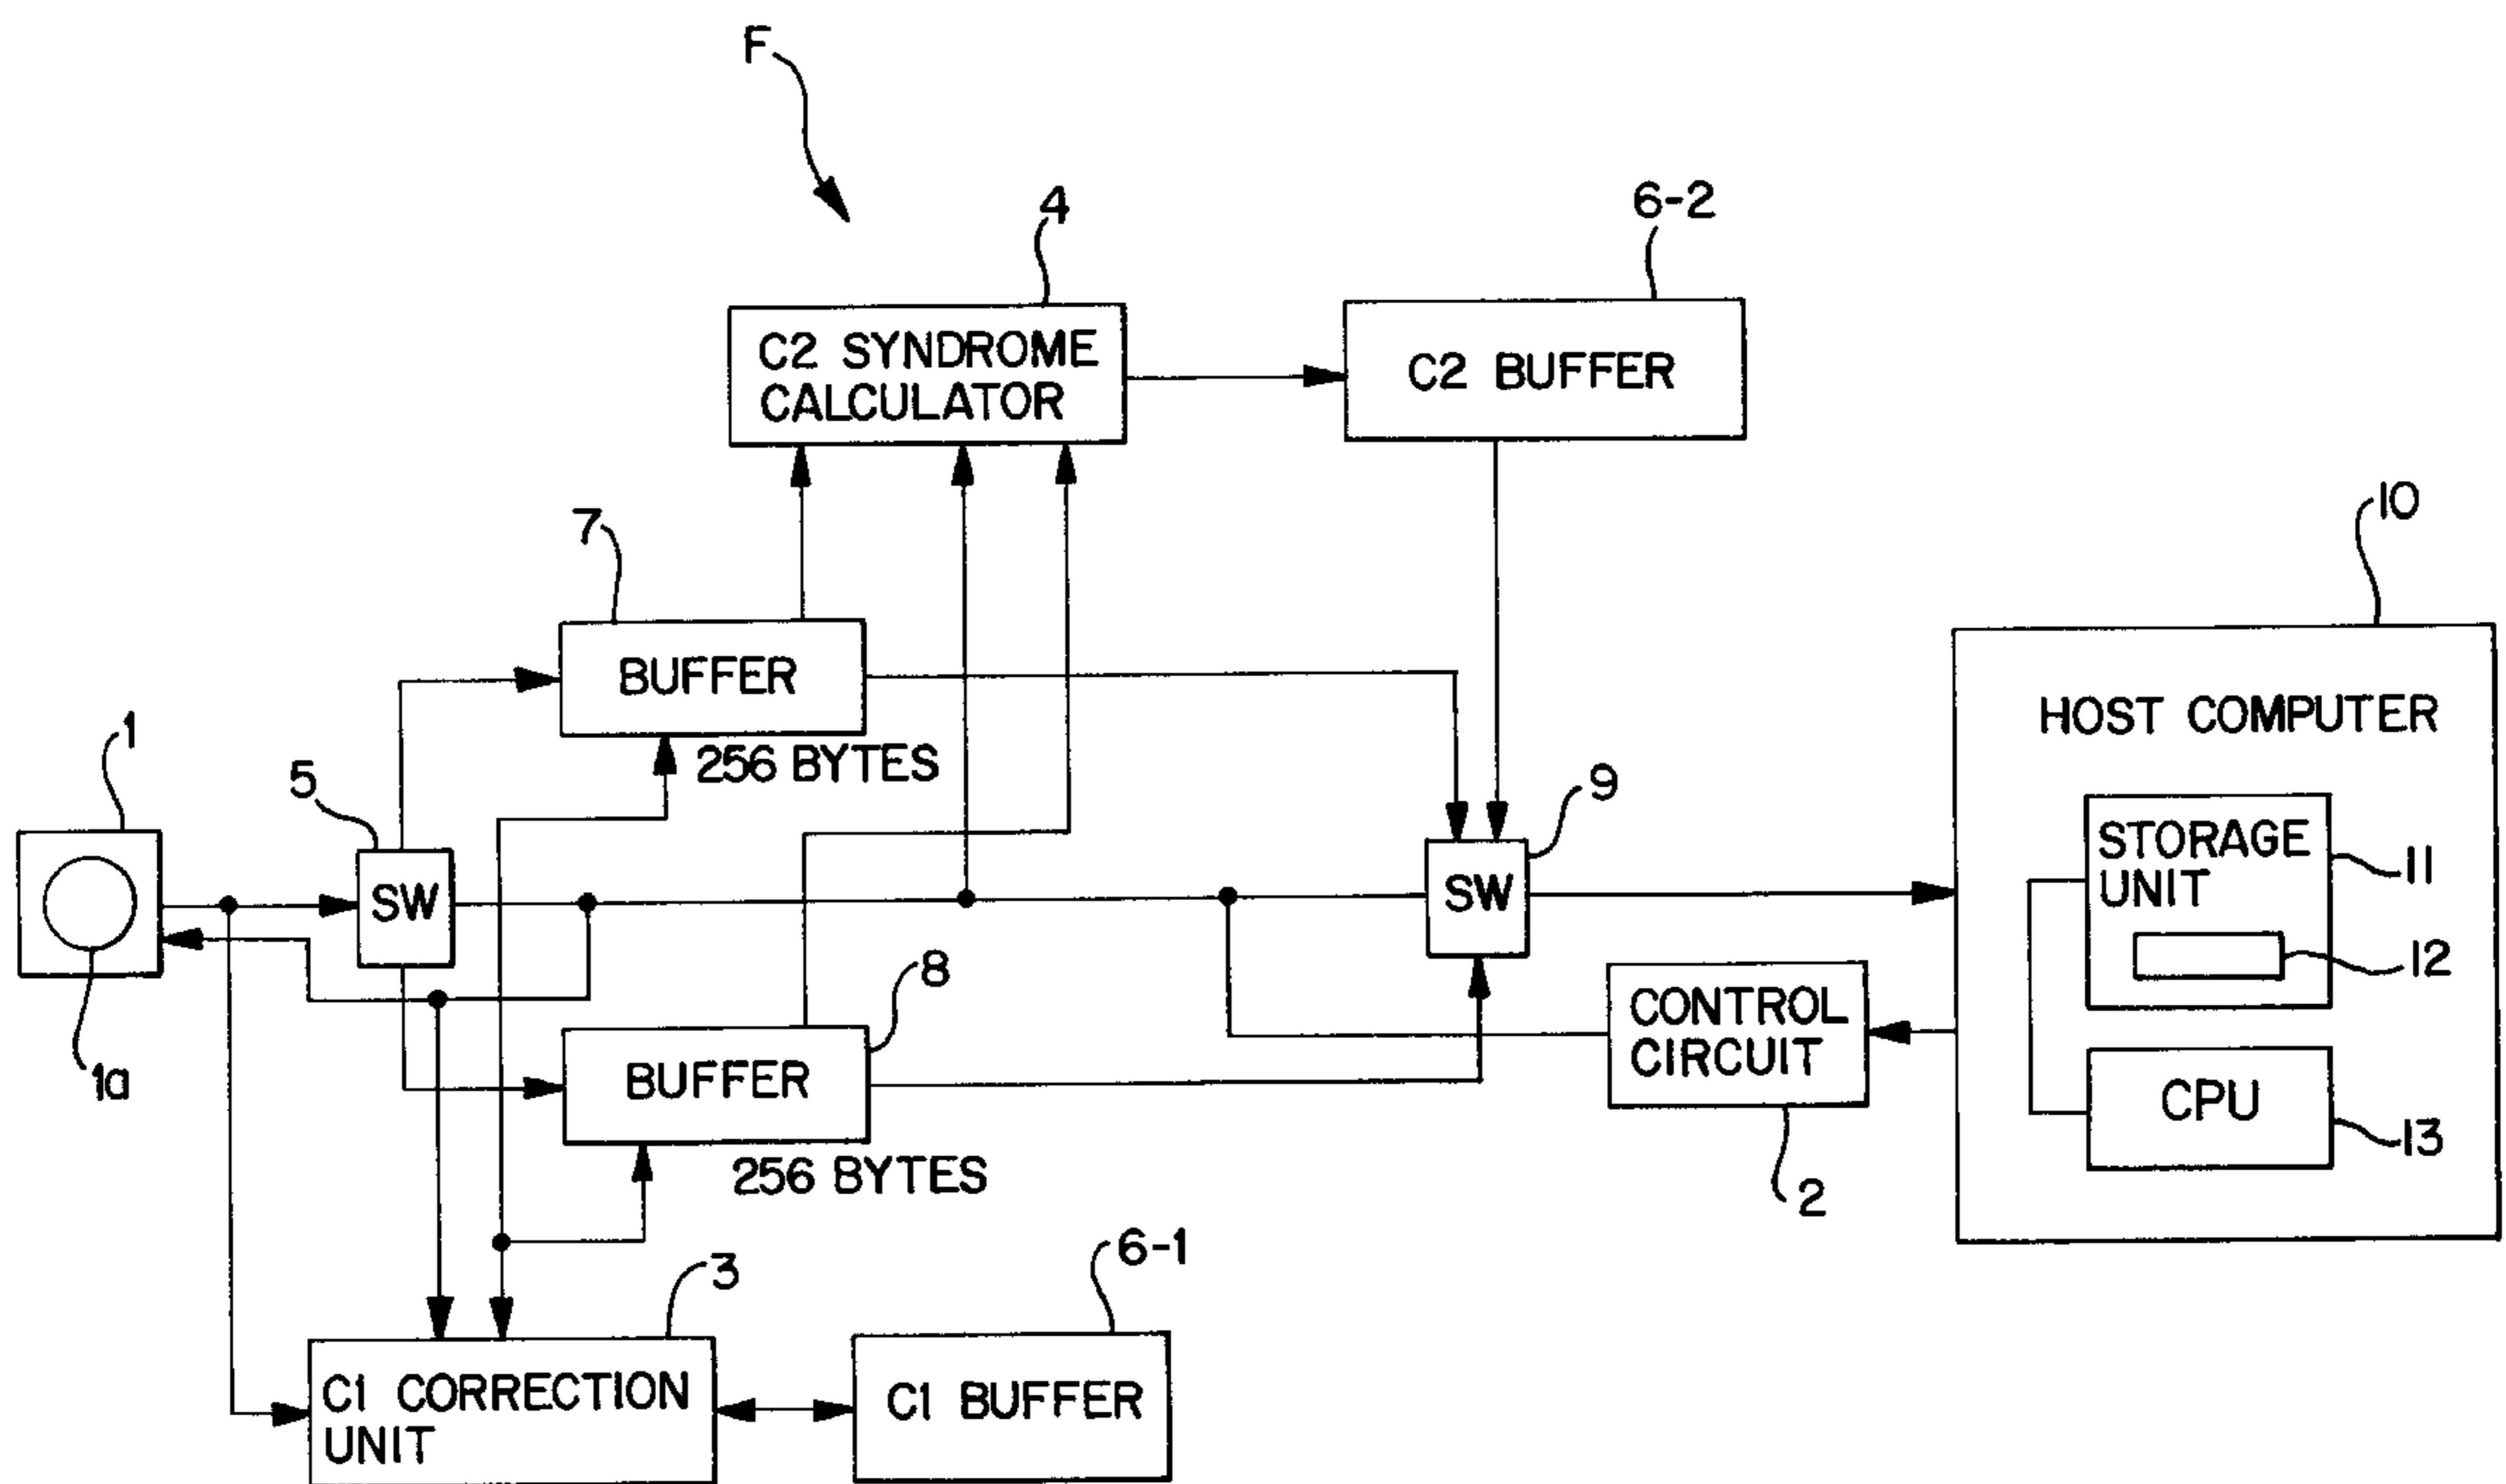 F
4
6-2
C2 SYNDROME
CALCULATOR
C2 BUFFER
10
7
BUFFER
256 BYTES
HOST COMPUTER
1
5
9
STORAGE
UNIT
11
SW
SW
12
1a
8
CONTROL
CIRCUIT
BUFFER
256 BYTES
CPU
13
2
3
6-1
C1 CORRECTION
UNIT
C1 BUFFER